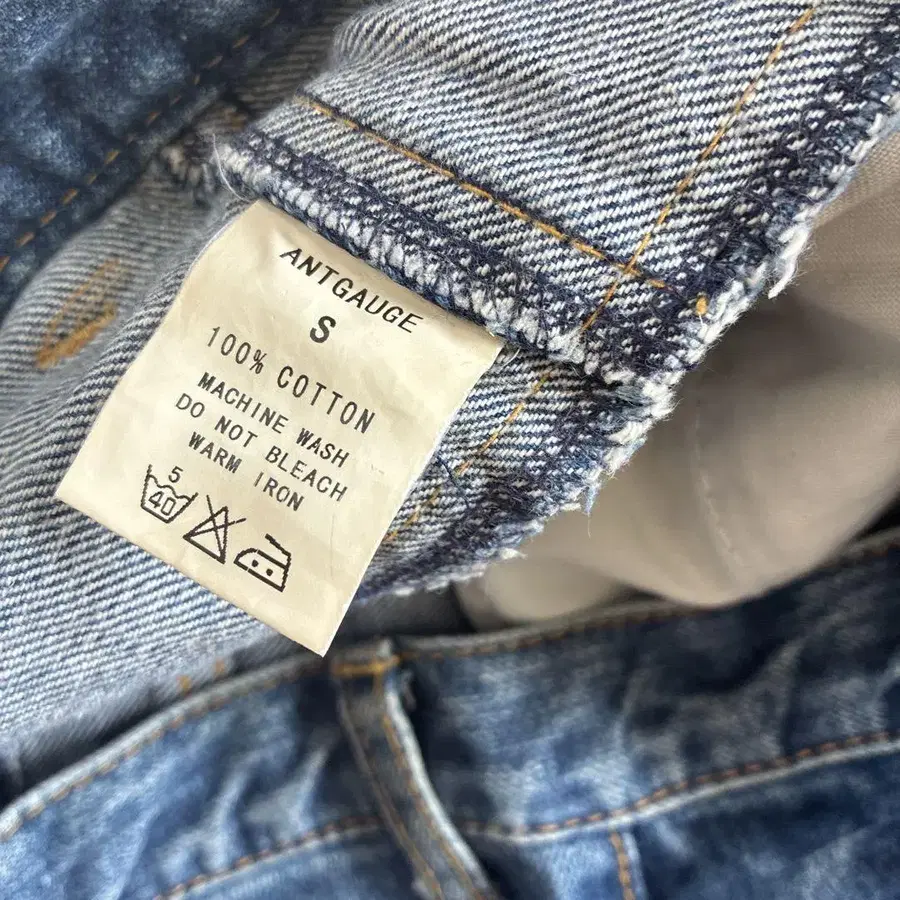 ANTGAUGE
S
100% COTTON
MACHINE WASH
DO NOT BLEACH
WARM IRON
5
40